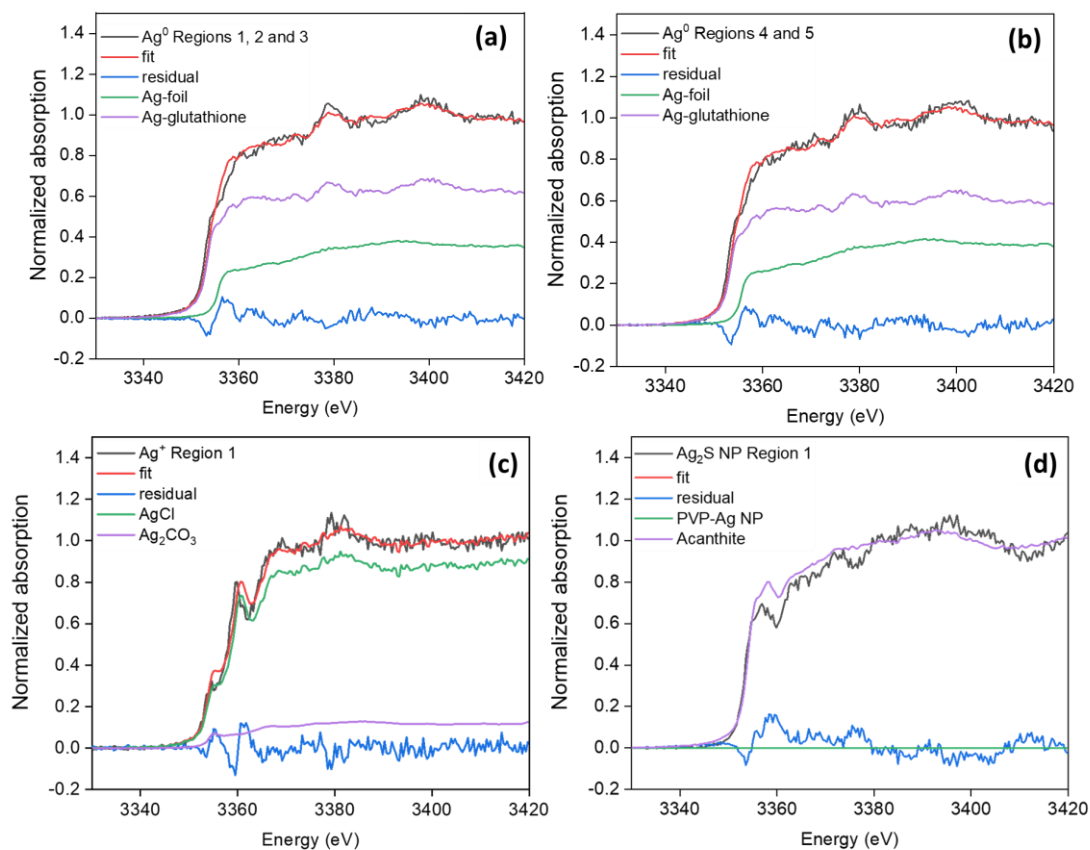 (a)
Ag⁰ Regions 1, 2 and 3
fit
residual
Ag-foil
Ag-glutathione
1.4
1.2
1.0
0.8
0.6
0.4
0.2
0.0
-0.2
Normalized absorption
3340
3360
3380
3400
3420
Energy (eV)
(b)
Ag⁰ Regions 4 and 5
fit
residual
Ag-foil
Ag-glutathione
1.4
1.2
1.0
0.8
0.6
0.4
0.2
0.0
-0.2
Normalized absorption
3340
3360
3380
3400
3420
Energy (eV)
(c)
Ag⁺ Region 1
fit
residual
AgCl
Ag₂CO₃
1.4
1.2
1.0
0.8
0.6
0.4
0.2
0.0
-0.2
Normalized absorption
3340
3360
3380
3400
3420
Energy (eV)
(d)
Ag₂S NP Region 1
fit
residual
PVP-Ag NP
Acanthite
1.4
1.2
1.0
0.8
0.6
0.4
0.2
0.0
-0.2
Normalized absorption
3340
3360
3380
3400
3420
Energy (eV)